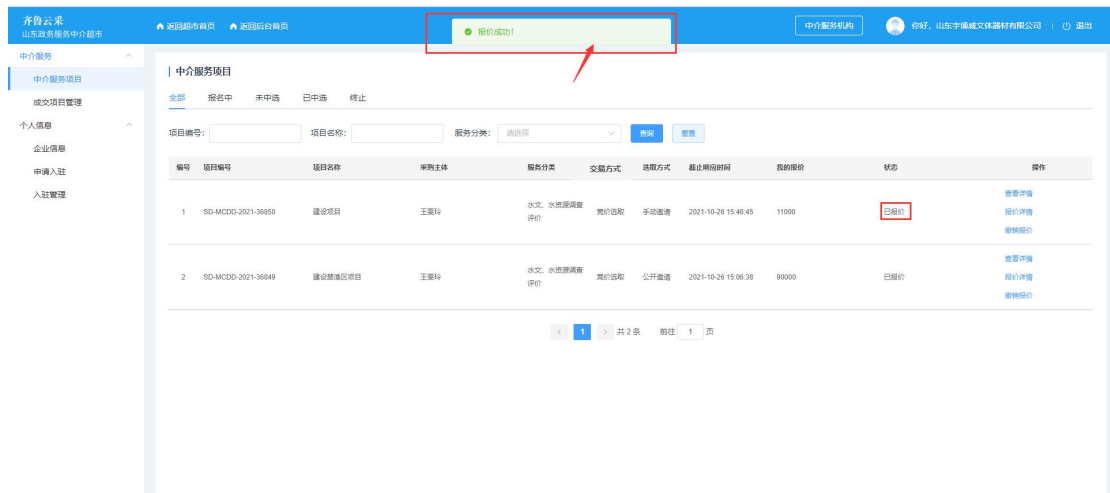 齐鲁云采
山东政务服务中介超市
返回超市首页 返回后台首页
报价成功!
中介服务机构
你好，山东宇博威文体器材有限公司 | 退出
中介服务
中介服务项目
成交项目管理
个人信息
企业信息
申请入驻
入驻管理
中介服务项目
全部 报名中 未中选 已中选 终止
项目编号： 项目名称： 服务分类： 请选择 查询 重置
编号 项目编号 项目名称 采购主体 服务分类 交易方式 选取方式 截止响应时间 我的报价 状态 操作
1 SD-MCDD-2021-36850 建设项目 王雯玲 水文、水资源调查评价 竞价选取 手动邀请 2021-10-26 15:46:45 11000 已报价 查看详情 报价详情 撤销报价
2 SD-MCDD-2021-36849 建设禁渔区项目 王雯玲 水文、水资源调查评价 竞价选取 公开邀请 2021-10-26 15:06:38 90000 已报价 查看详情 报价详情 撤销报价
< 1 > 共 2 条 前往 1 页